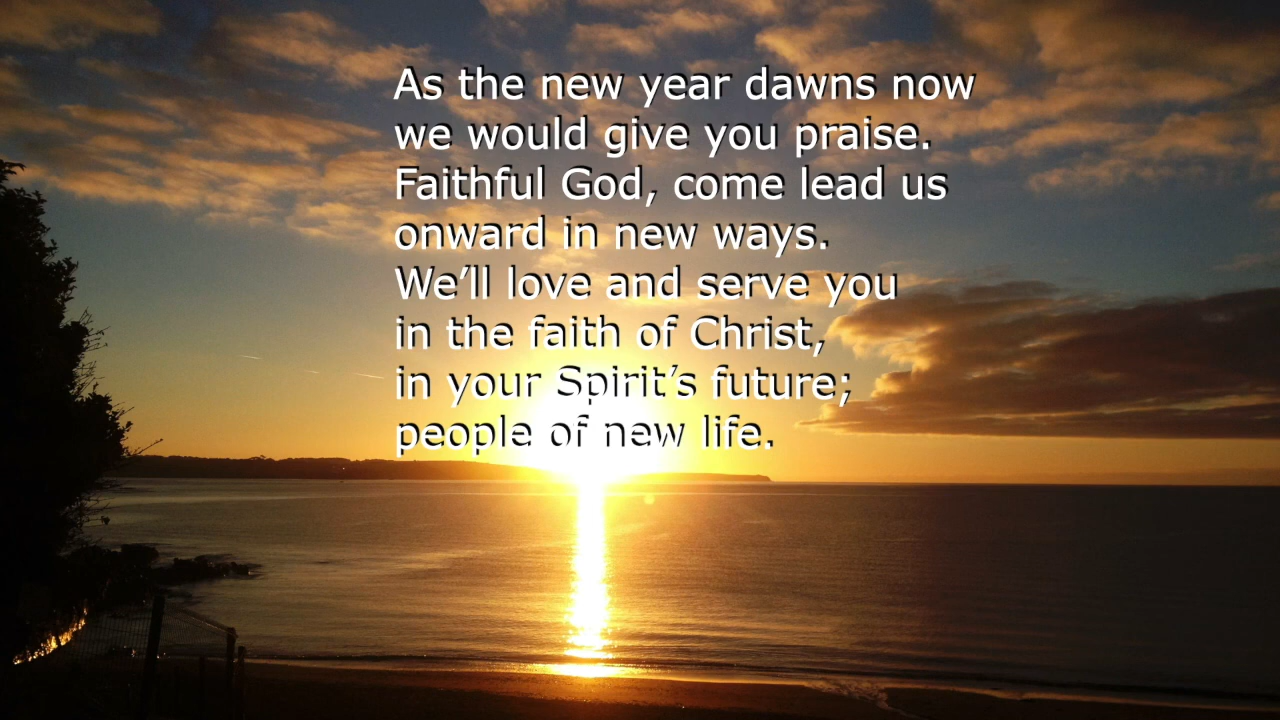 As the new year dawns now
we would give you praise.
Faithful God, come lead us
onward in new ways.
We’ll love and serve you
in the faith of Christ,
in your Spirit’s future;
people of new life.